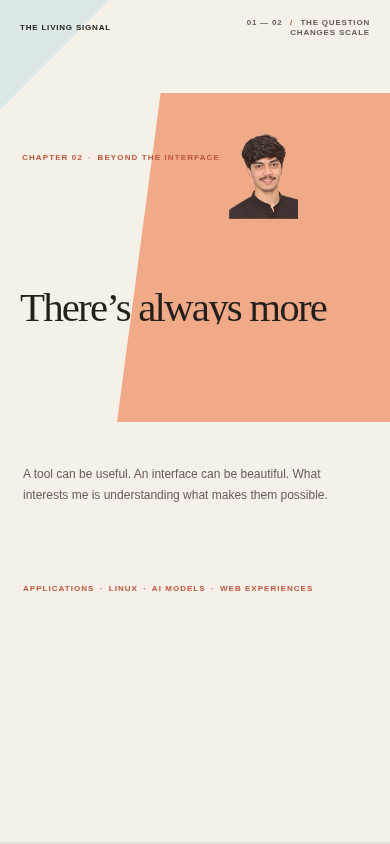 THE LIVING SIGNAL
01 — 02 / THE QUESTION
CHANGES SCALE
CHAPTER 02 · BEYOND THE INTERFACE
There’s always more
A tool can be useful. An interface can be beautiful. What
interests me is understanding what makes them possible.
APPLICATIONS · LINUX · AI MODELS · WEB EXPERIENCES